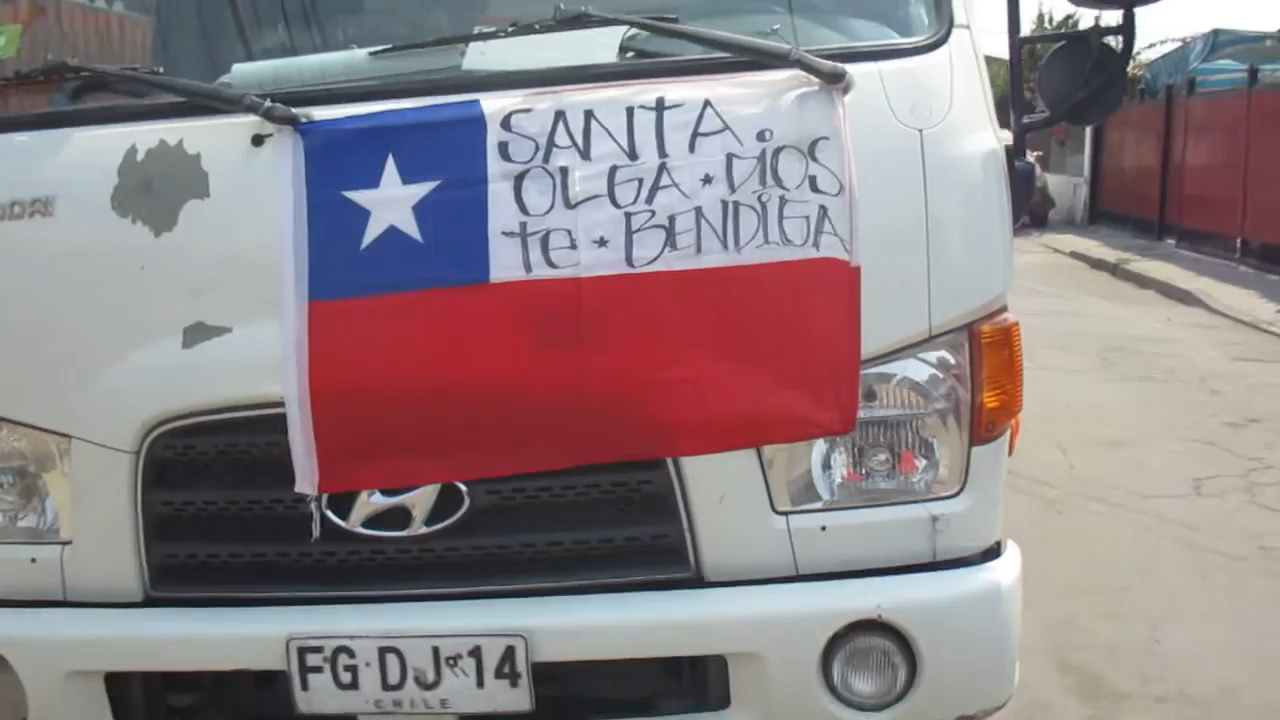 SANTA
OLGA ★ DiOS
te ★ BENDiGA
FG·DJ 14
CHILE